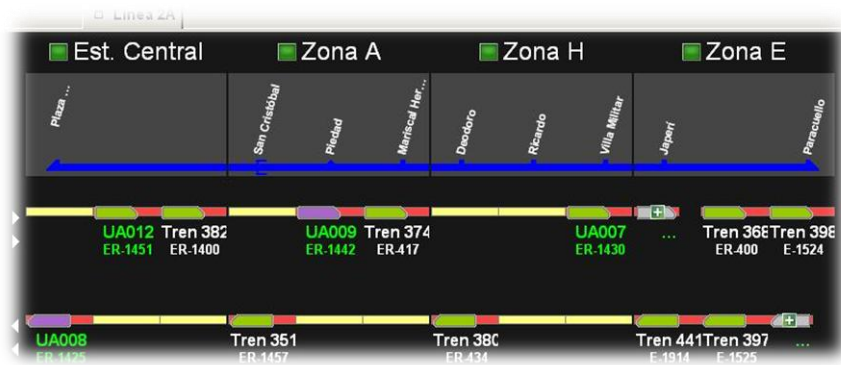 Línea 2A
Est. Central
Zona A
Zona H
Zona E
Plaza ...
San Cristóbal
Piedad
Mariscal Her...
Deodoro
Ricardo
Villa Militar
Japerí
Paracuello
E
UA012 Tren 382 UA009 Tren 374 UA007 ... Tren 368 Tren 398
ER-1451 ER-1400 ER-1442 ER-417 ER-1430 ER-400 E-1524
UA008 Tren 351 Tren 380 Tren 441 Tren 397 ...
ER-1425 ER-1457 ER-434 E-1914 E-1525